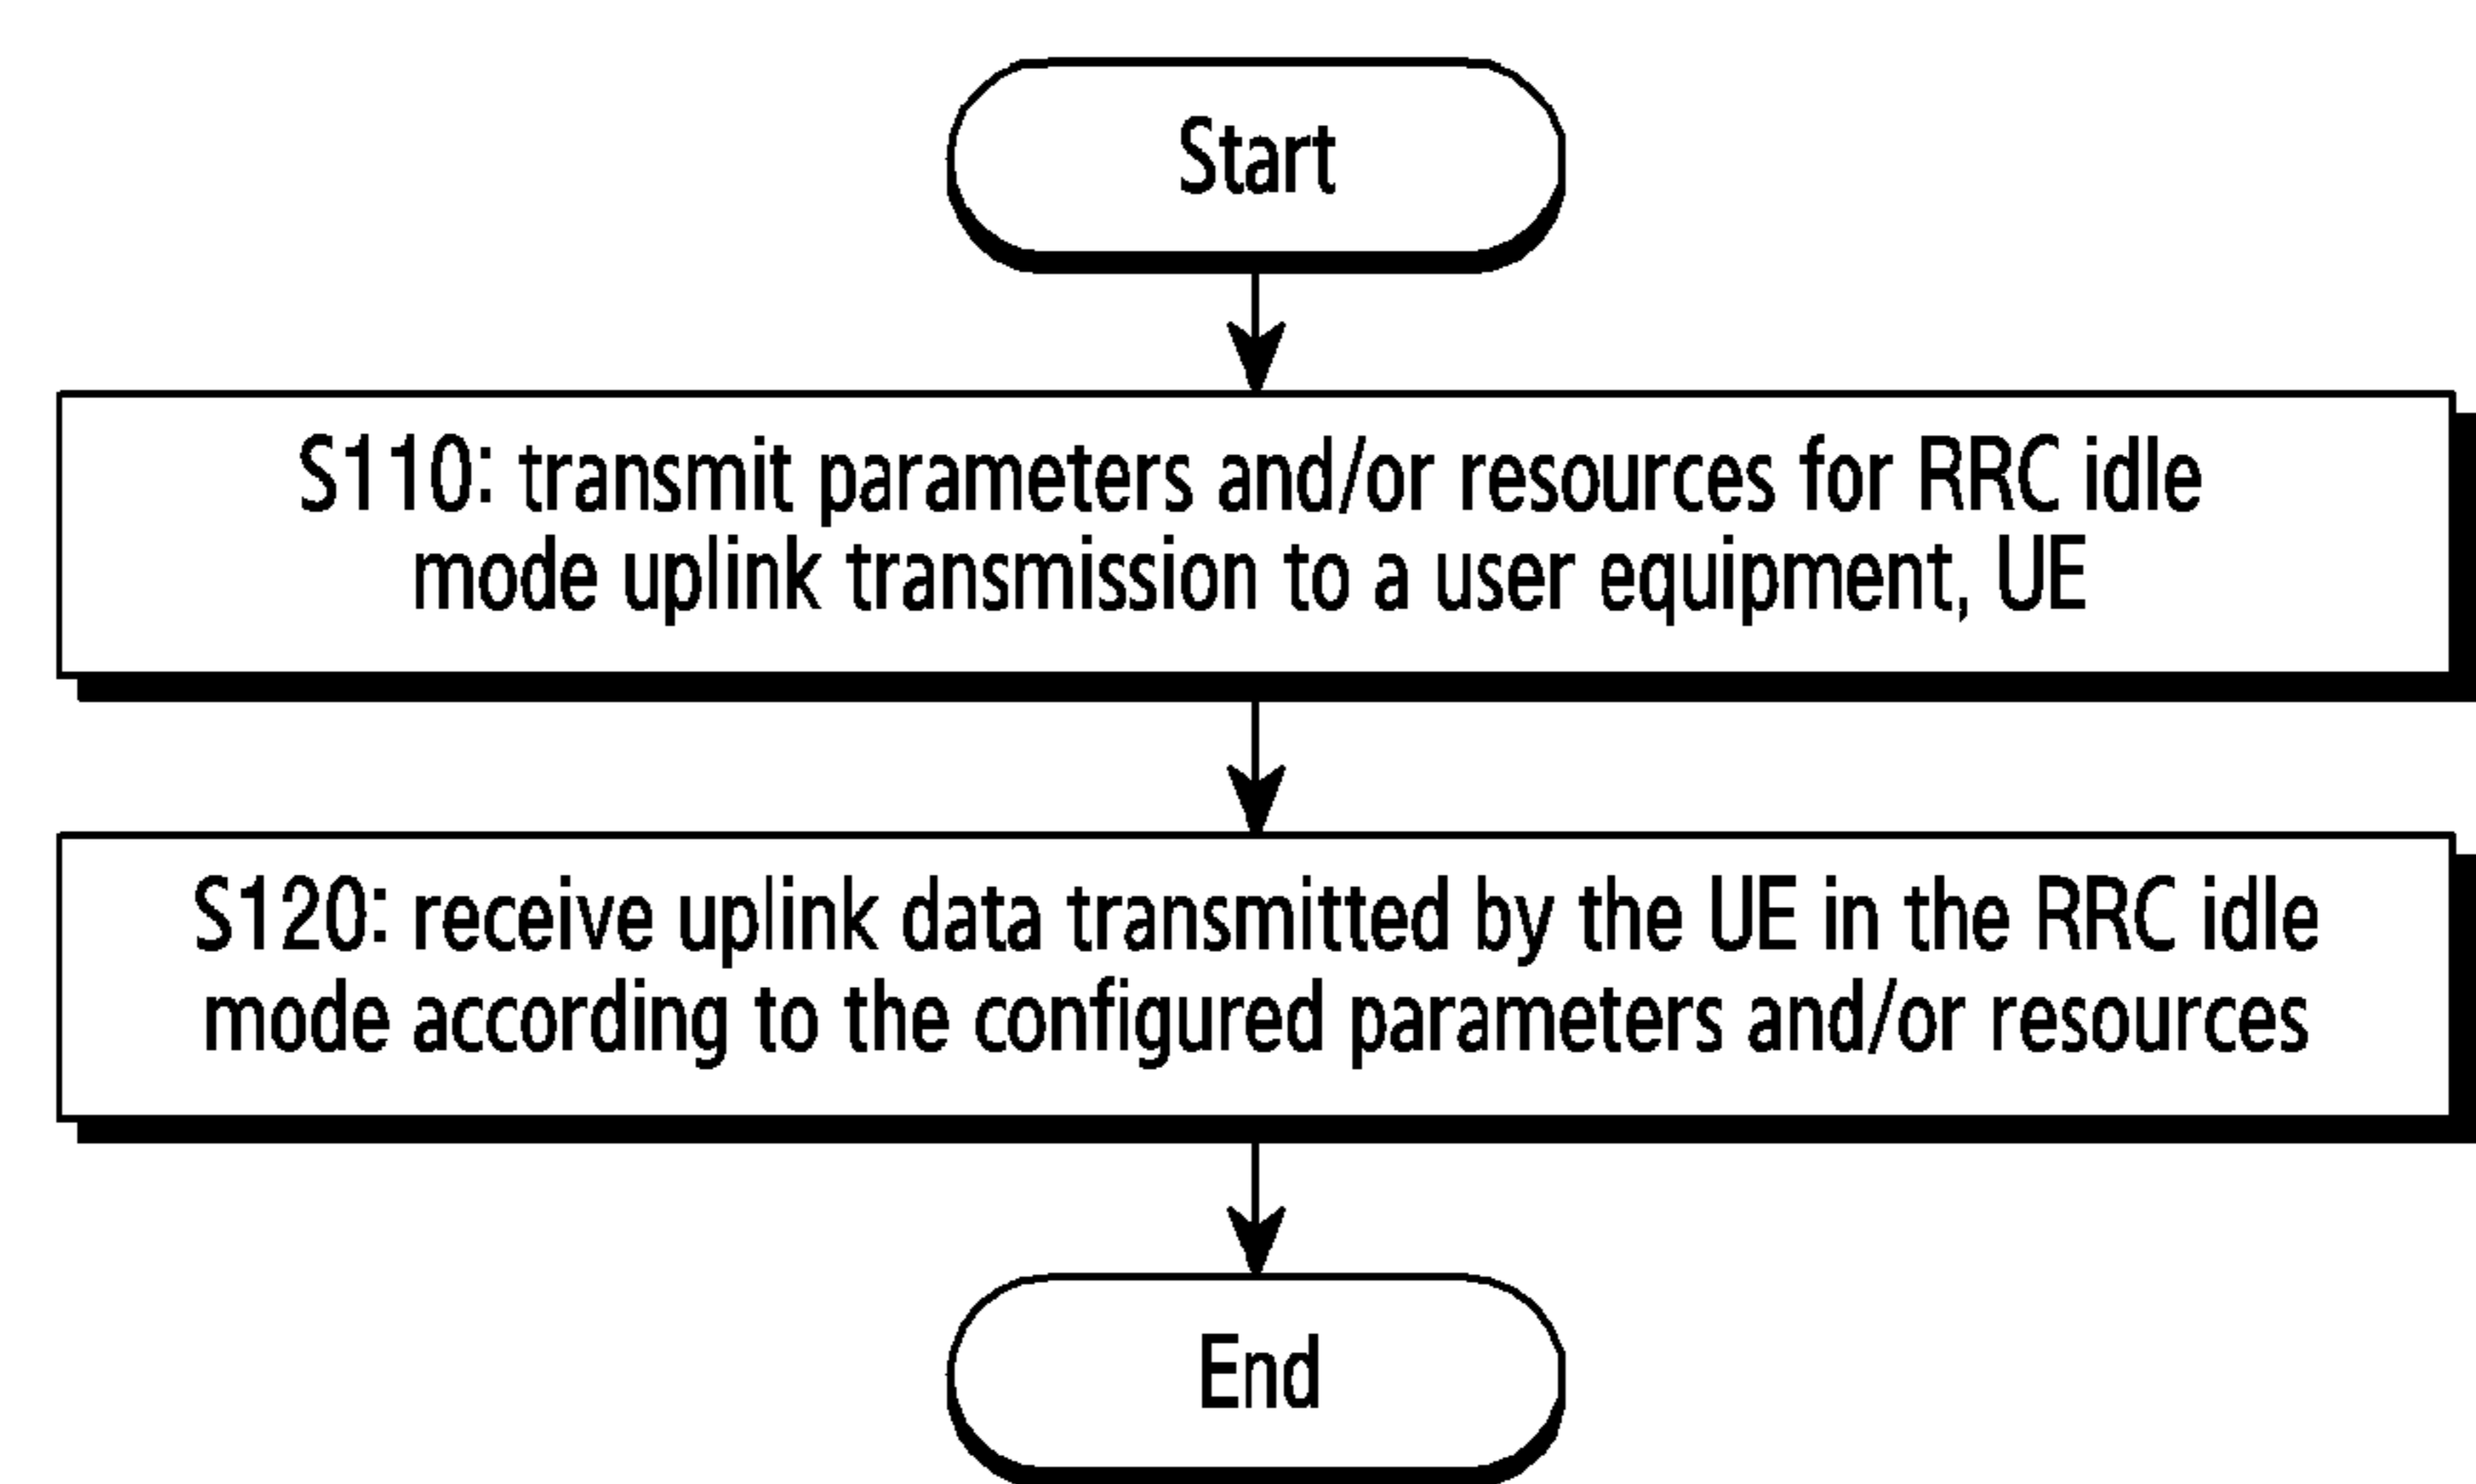 Start
S110: transmit parameters and/or resources for RRC idle
mode uplink transmission to a user equipment, UE
S120: receive uplink data transmitted by the UE in the RRC idle
mode according to the configured parameters and/or resources
End